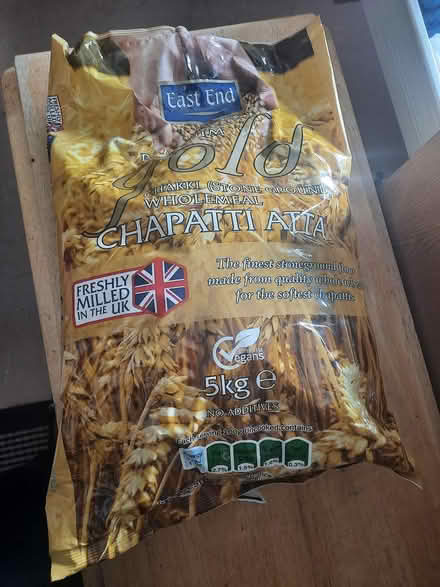 East End
gold
CHAKKI (STONE GROUND)
WHOLEMEAL
CHAPATTI ATTA
FRESHLY
MILLED
IN THE UK
The finest stoneground flour
made from quality
for the softest chapattis
Vegans
5kg e
NO ADDITIVES